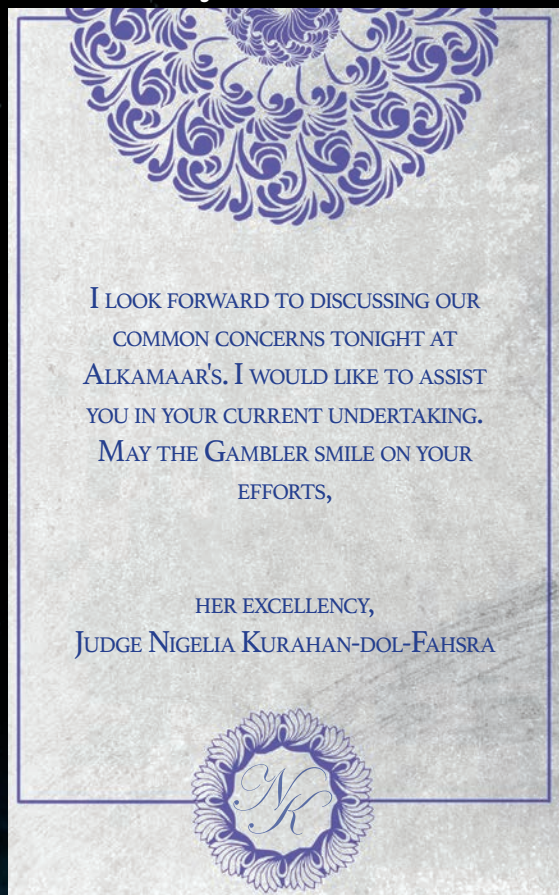 I LOOK FORWARD TO DISCUSSING OUR
COMMON CONCERNS TONIGHT AT
ALKAMAAR'S. I WOULD LIKE TO ASSIST
YOU IN YOUR CURRENT UNDERTAKING.
MAY THE GAMBLER SMILE ON YOUR
EFFORTS,
HER EXCELLENCY,
JUDGE NIGELIA KURAHAN-DOL-FAHSRA
NK